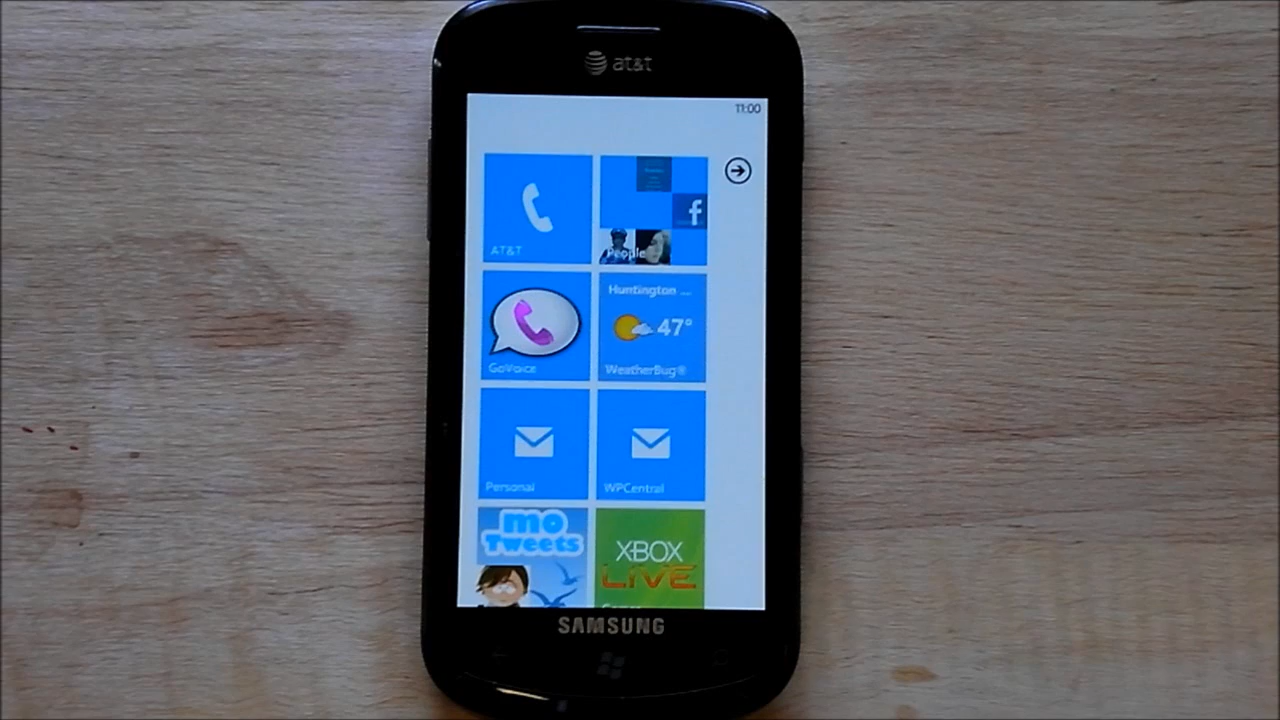 at&t
11:00
AT&T
f
People
GoVoice
Huntington ...
47°
WeatherBug®
Personal
WPCentral
mo
Tweets
XBOX
LIVE
SAMSUNG